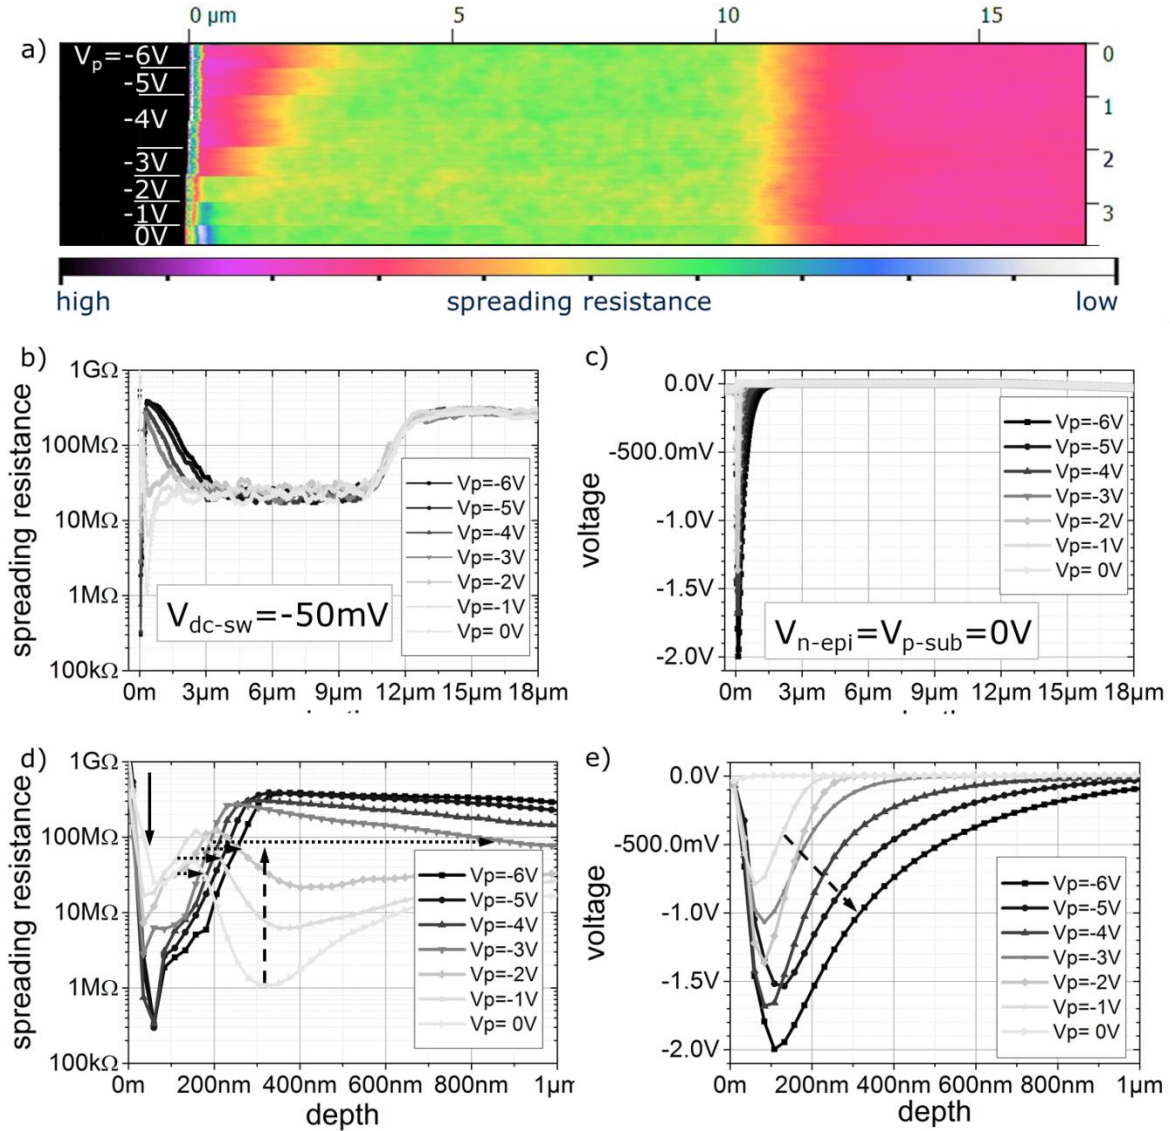 0 µm 5 10 15
a)
Vp=-6V
-5V
-4V
-3V
-2V
-1V
0V
0
1
2
3
high spreading resistance low
b)
spreading resistance
1GΩ
100MΩ
10MΩ
1MΩ
100kΩ
Vp=-6V
Vp=-5V
Vp=-4V
Vp=-3V
Vp=-2V
Vp=-1V
Vp= 0V
Vdc-sw=-50mV
0m 3µm 6µm 9µm 12µm 15µm 18µm
c)
voltage
0.0V
-500.0mV
-1.0V
-1.5V
-2.0V
Vp=-6V
Vp=-5V
Vp=-4V
Vp=-3V
Vp=-2V
Vp=-1V
Vp= 0V
Vn-epi=Vp-sub=0V
0m 3µm 6µm 9µm 12µm 15µm 18µm
d)
spreading resistance
1GΩ
100MΩ
10MΩ
1MΩ
100kΩ
Vp=-6V
Vp=-5V
Vp=-4V
Vp=-3V
Vp=-2V
Vp=-1V
Vp= 0V
0m 200nm 400nm 600nm 800nm 1µm
depth
e)
voltage
0.0V
-500.0mV
-1.0V
-1.5V
-2.0V
Vp=-6V
Vp=-5V
Vp=-4V
Vp=-3V
Vp=-2V
Vp=-1V
Vp= 0V
0m 200nm 400nm 600nm 800nm 1µm
depth